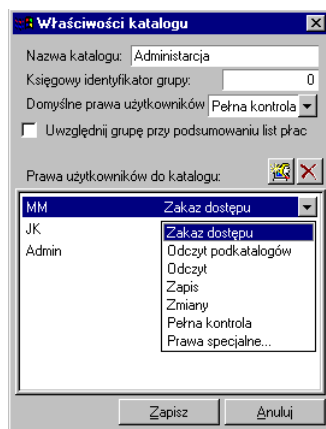 Właściwości katalogu
Nazwa katalogu: Administarcja
Księgowy identyfikator grupy: 0
Domyślne prawa użytkowników Pełna kontrola
Uwzględnij grupę przy podsumowaniu list płac
Prawa użytkowników do katalogu:
MM Zakaz dostępu
JK Zakaz dostępu
Admin Odczyt podkatalogów
Odczyt
Zapis
Zmiany
Pełna kontrola
Prawa specjalne...
Zapisz Anuluj